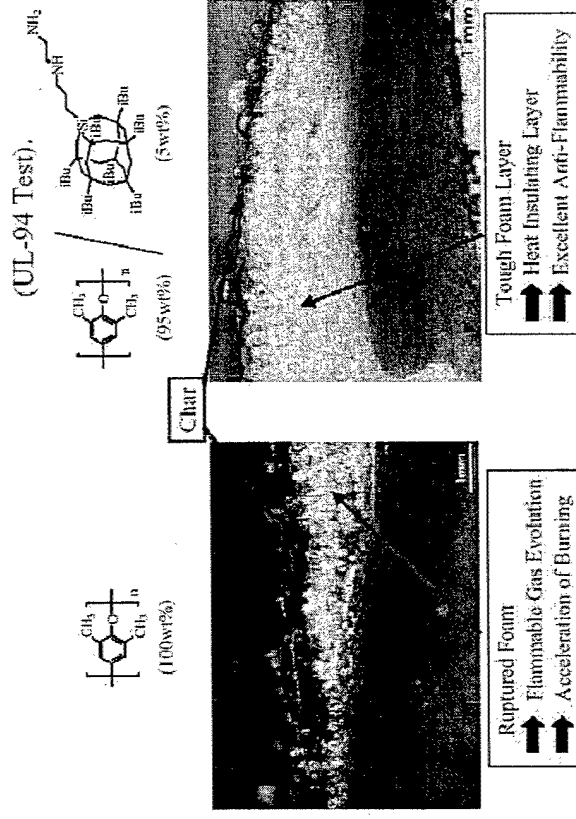 (UL-94 Test),
CH3
O
n
CH3
(100wt%)
CH3
O
n
CH3
(95wt%)
NH2
NH
Si
iBu
iBu
iBu
iBu
iBu
iBu
iBu
(5wt%)
Char
1mm
1mm
Ruptured Foam
Flammable Gas Evolution
Acceleration of Burning
Tough Foam Layer
Heat Insulating Layer
Excellent Anti-Flammability